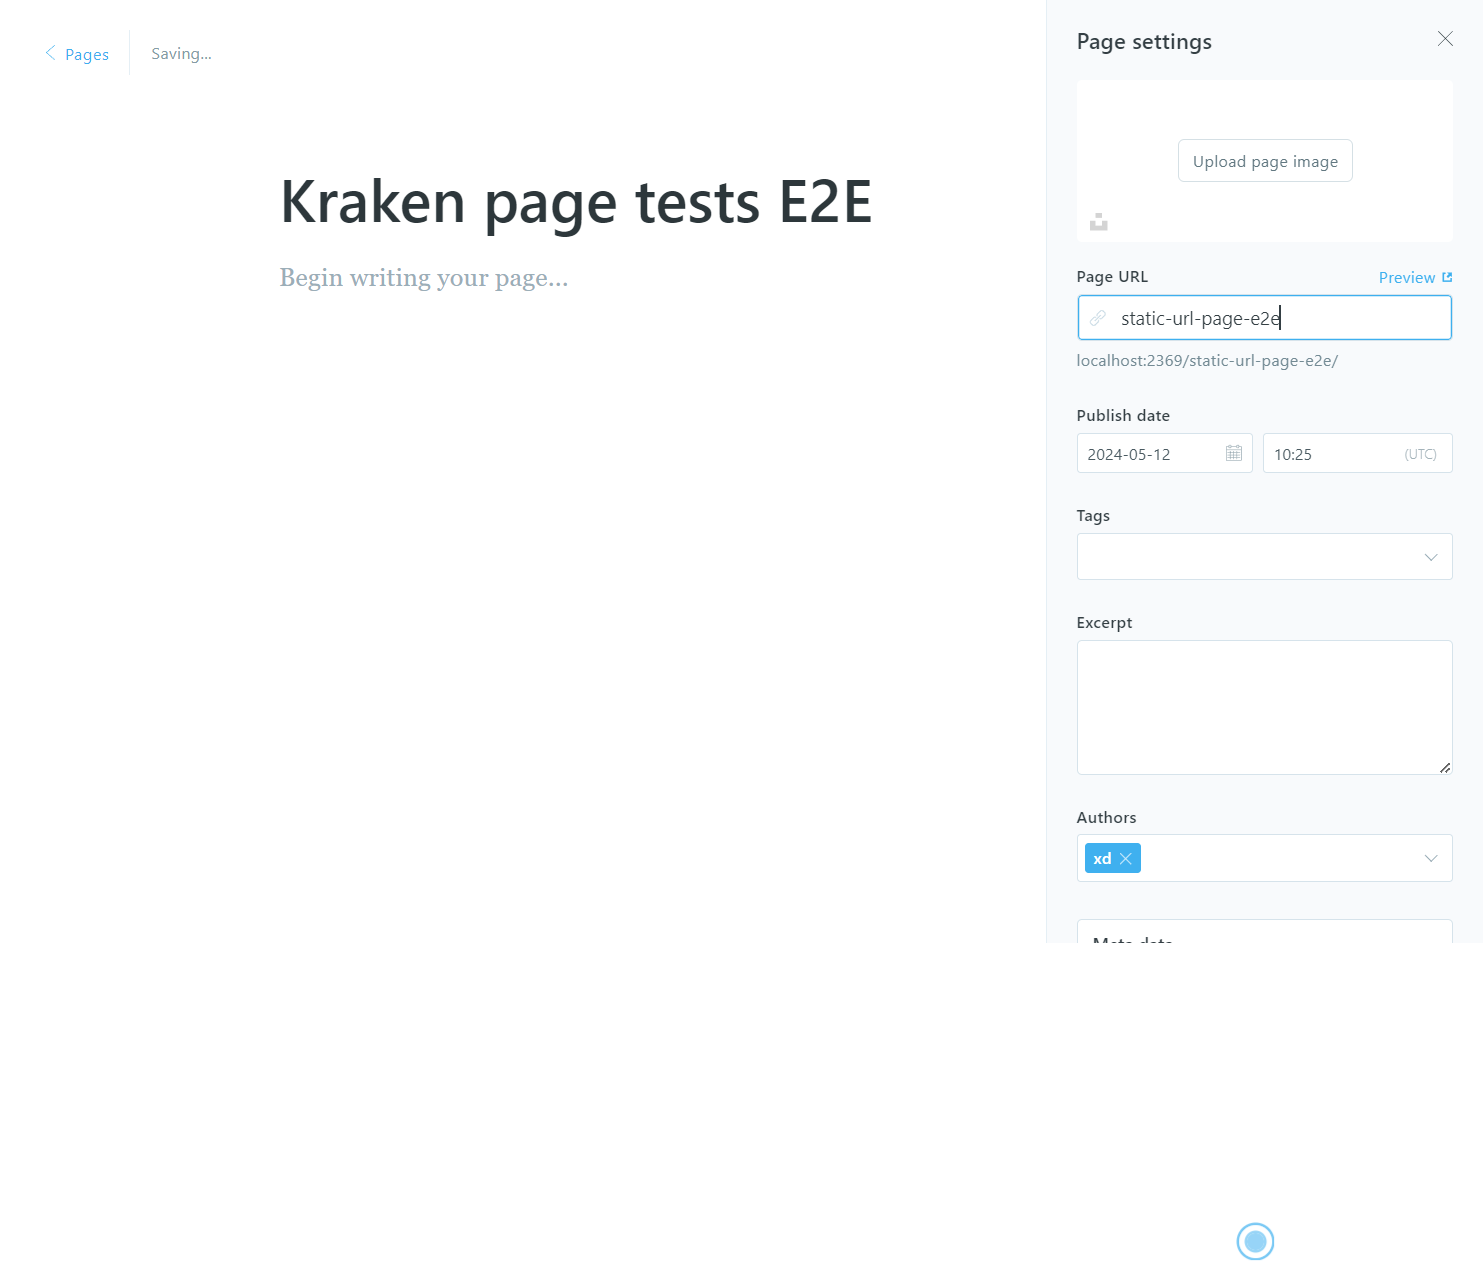 Pages
Saving...
Kraken page tests E2E
Begin writing your page...
Page settings
Upload page image
Page URL
Preview
static-url-page-e2e
localhost:2369/static-url-page-e2e/
Publish date
2024-05-12
10:25
(UTC)
Tags
Excerpt
Authors
xd
Meta data